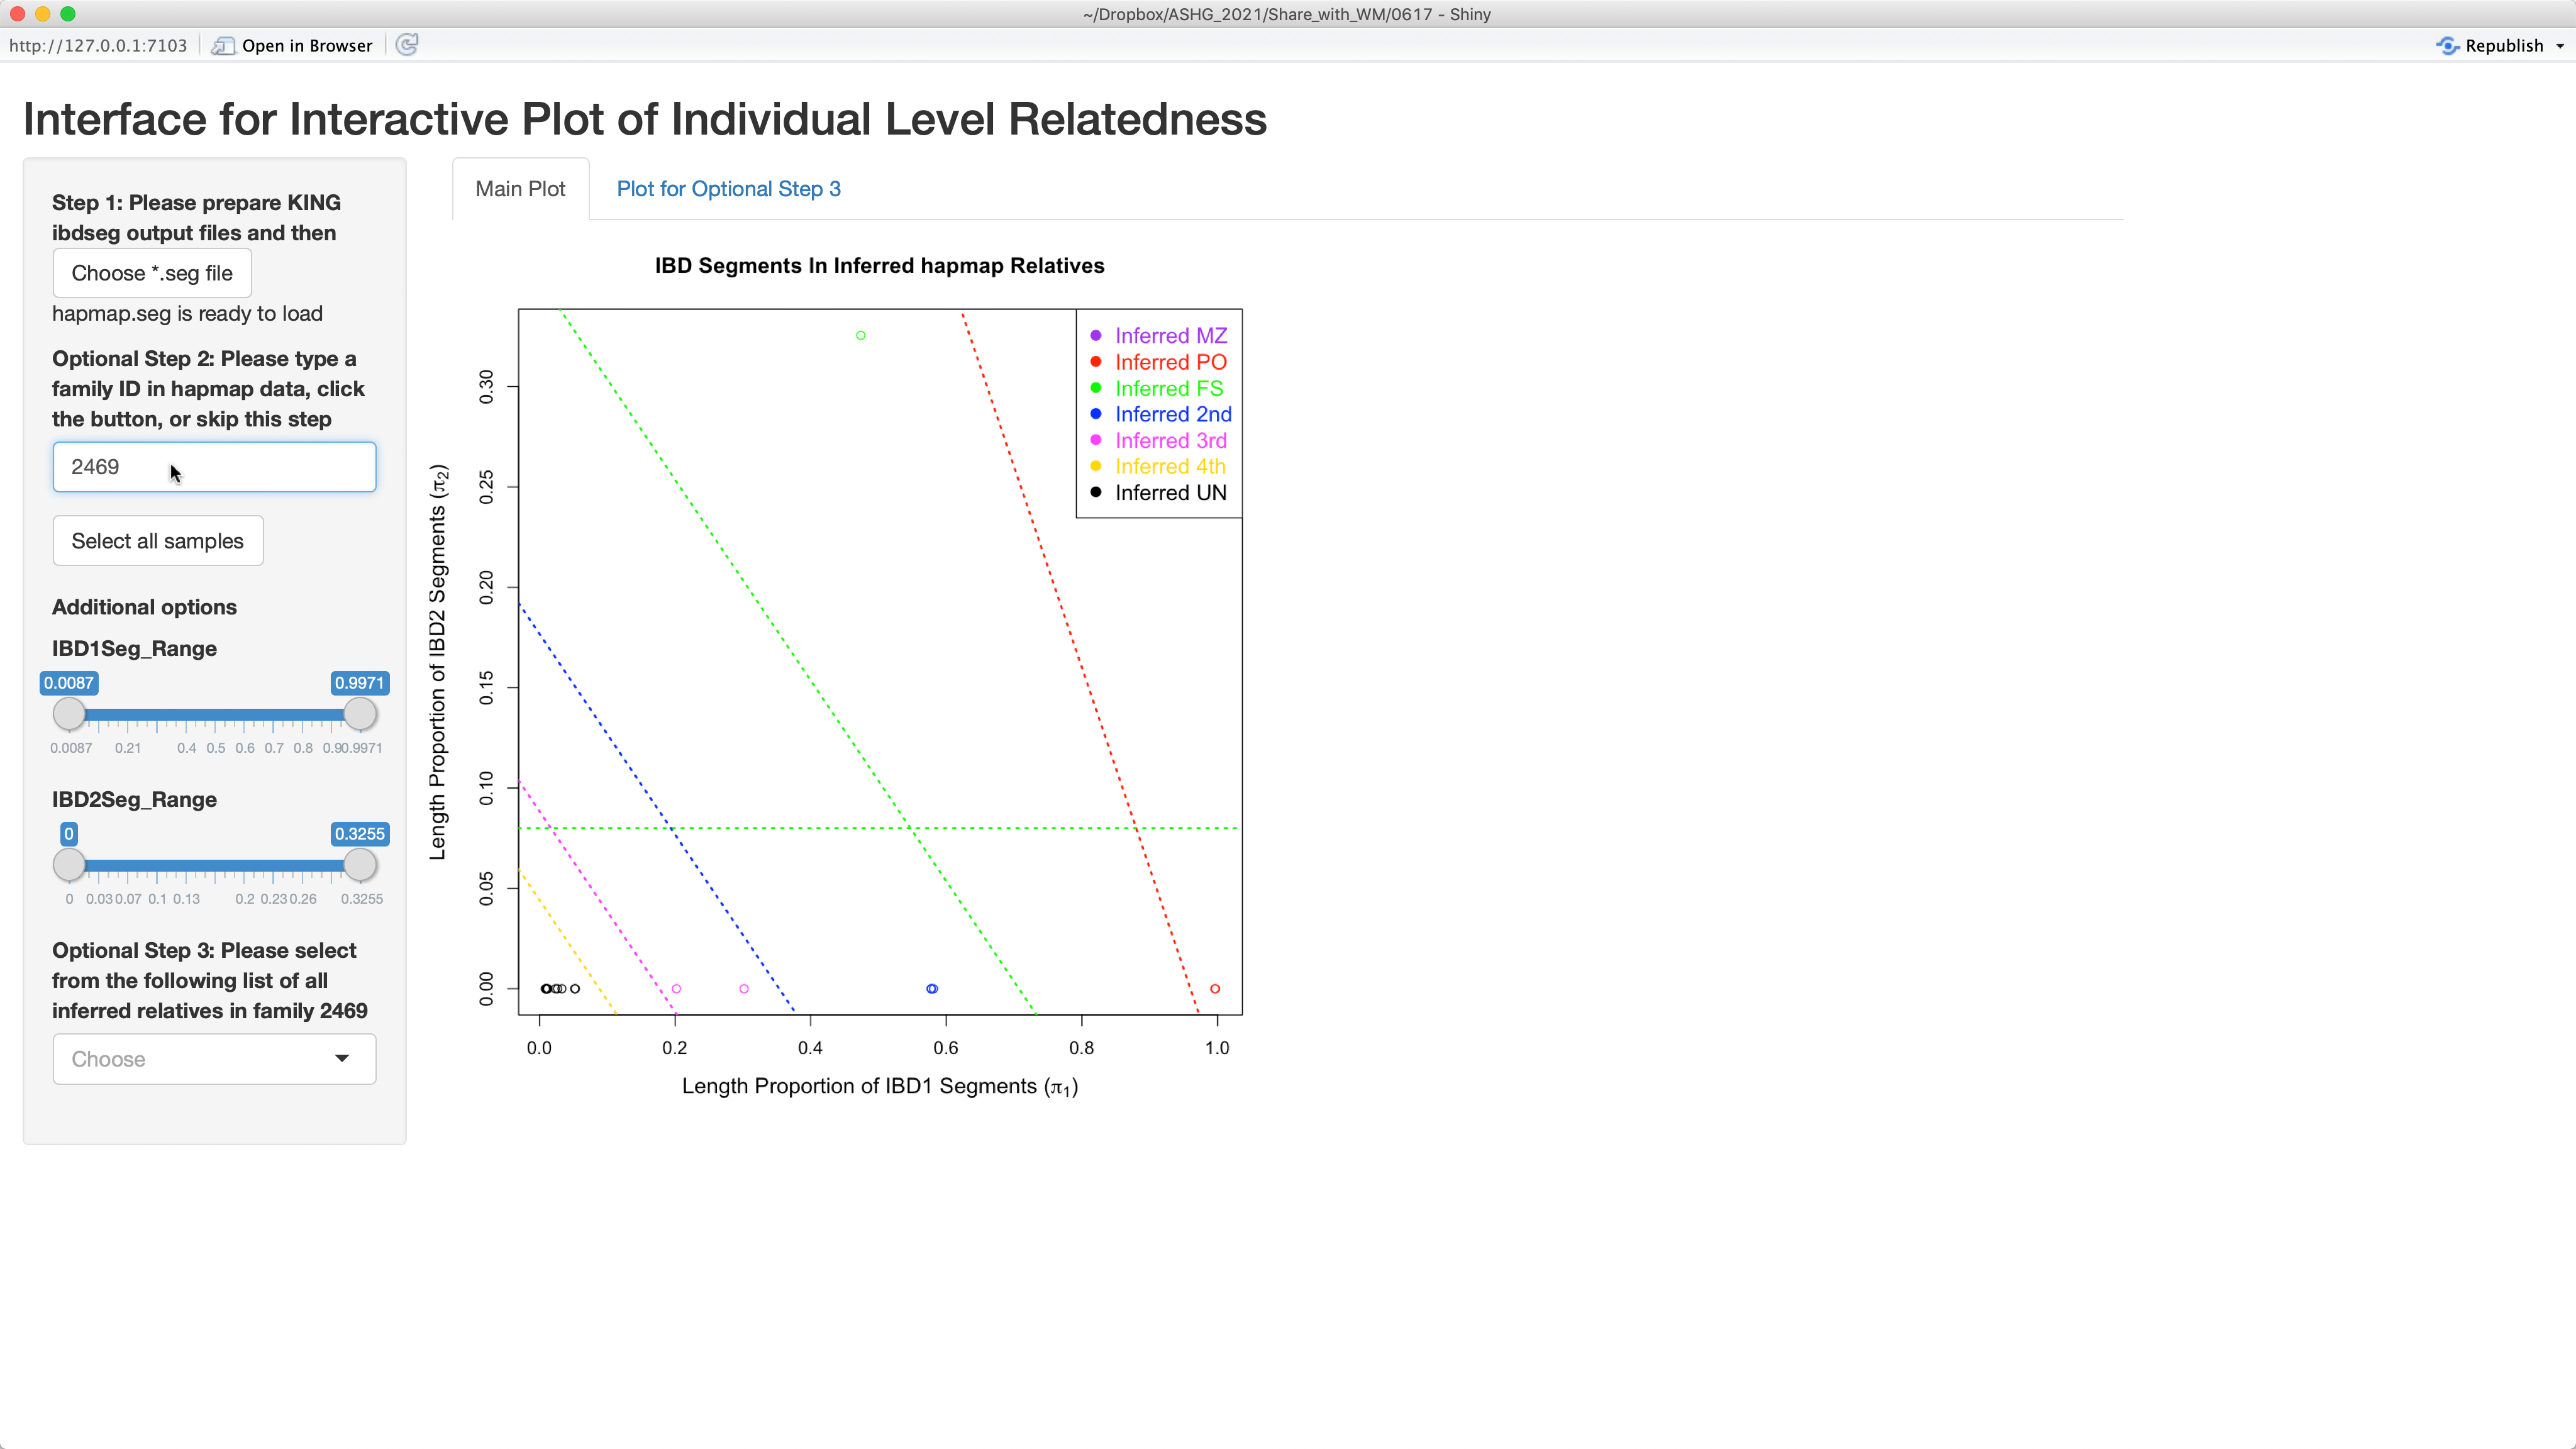 ~/Dropbox/ASHG_2021/Share_with_WM/0617 - Shiny
http://127.0.0.1:7103
Open in Browser
Republish
Interface for Interactive Plot of Individual Level Relatedness
Step 1: Please prepare KING
ibdseg output files and then
Choose *.seg file
hapmap.seg is ready to load
Optional Step 2: Please type a
family ID in hapmap data, click
the button, or skip this step
2469
Select all samples
Additional options
IBD1Seg_Range
0.0087 0.9971
0.0087 0.21 0.4 0.5 0.6 0.7 0.8 0.90.9971
IBD2Seg_Range
0 0.3255
0 0.03 0.07 0.1 0.13 0.2 0.23 0.26 0.3255
Optional Step 3: Please select
from the following list of all
inferred relatives in family 2469
Choose
Main Plot
Plot for Optional Step 3
IBD Segments In Inferred hapmap Relatives
Inferred MZ
Inferred PO
Inferred FS
Inferred 2nd
Inferred 3rd
Inferred 4th
Inferred UN
Length Proportion of IBD2 Segments (π₂)
0.30
0.25
0.20
0.15
0.10
0.05
0.00
0.0 0.2 0.4 0.6 0.8 1.0
Length Proportion of IBD1 Segments (π₁)